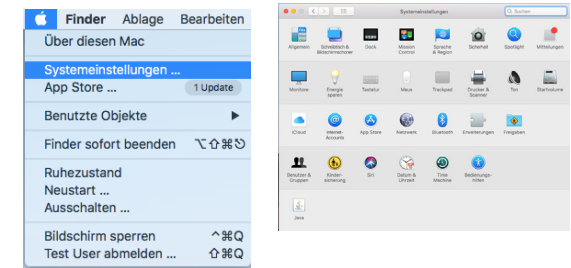 Finder Ablage Bearbeiten
Über diesen Mac
Systemeinstellungen ...
App Store ... 1 Update
Benutzte Objekte ▶
Finder sofort beenden ⌥⇧⌘⎋
Ruhezustand
Neustart ...
Ausschalten ...
Bildschirm sperren ^⌘Q
Test User abmelden ... ⇧⌘Q
Systemeinstellungen Suchen
Allgemein Schreibtisch & Bildschirmschoner Dock Mission Control Sprache & Region Sicherheit Spotlight Mitteilungen
Monitore Energie sparen Tastatur Maus Trackpad Drucker & Scanner Ton Startvolume
iCloud Internet-Accounts App Store Netzwerk Bluetooth Erweiterungen Freigaben
Benutzer & Gruppen Kinder-sicherung Siri Datum & Uhrzeit Time Machine Bedienungs-hilfen
Java